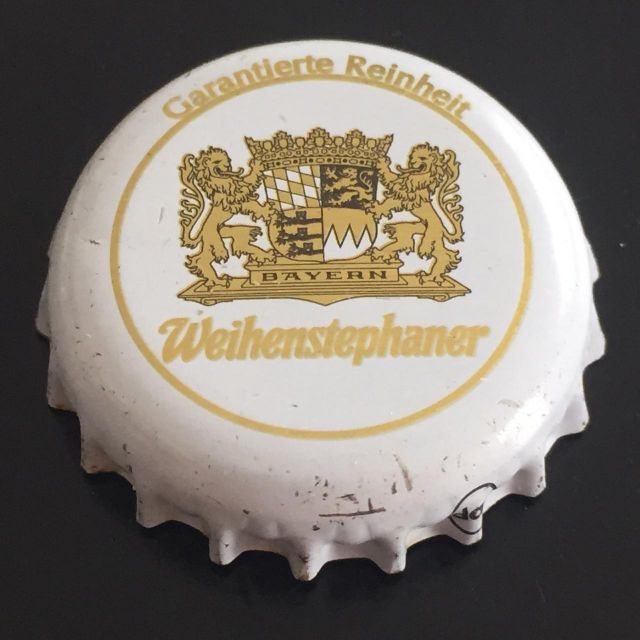 Garantierte Reinheit
BAYERN
Weihenstephaner